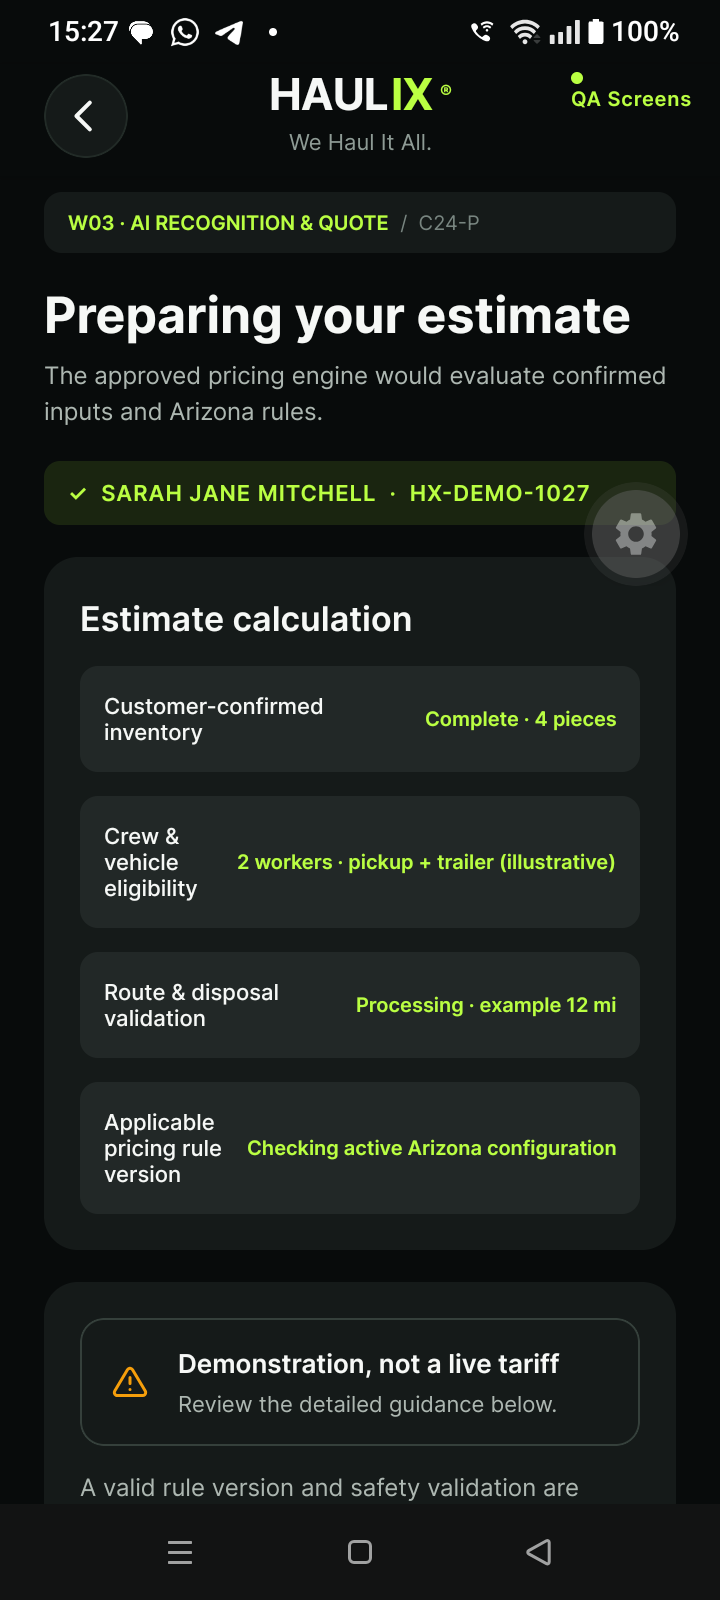 15:27
100%
HAULIX ®
QA Screens
We Haul It All.
W03 · AI RECOGNITION & QUOTE / C24-P
Preparing your estimate
The approved pricing engine would evaluate confirmed
inputs and Arizona rules.
SARAH JANE MITCHELL · HX-DEMO-1027
Estimate calculation
Customer-confirmed
inventory
Complete · 4 pieces
Crew &
vehicle
eligibility
2 workers · pickup + trailer (illustrative)
Route & disposal
validation
Processing · example 12 mi
Applicable
pricing rule
version
Checking active Arizona configuration
Demonstration, not a live tariff
Review the detailed guidance below.
A valid rule version and safety validation are